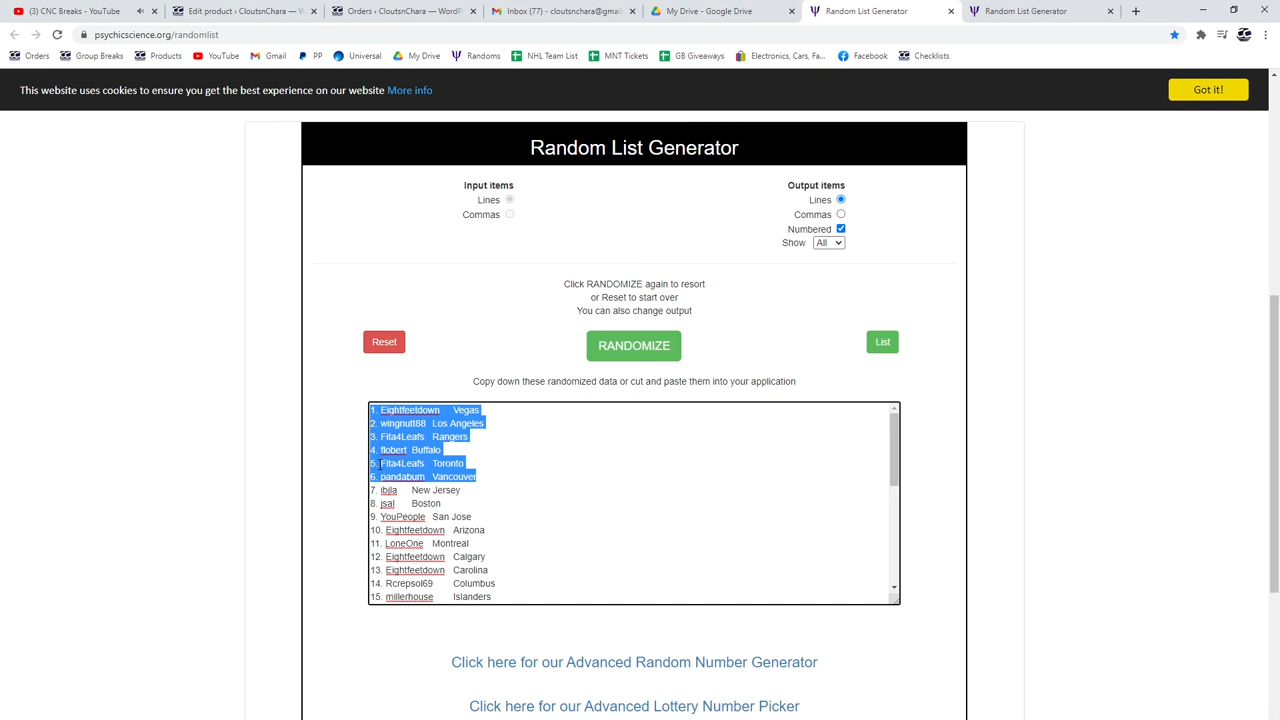 (3) CNC Breaks - YouTube
Edit product ‹ CloutsnChara — W
Orders ‹ CloutsnChara — WordPre
Inbox (77) - cloutsnchara@gmail
My Drive - Google Drive
Random List Generator
Random List Generator
psychicscience.org/randomlist
Orders
Group Breaks
Products
YouTube
Gmail
PP
Universal
My Drive
Randoms
NHL Team List
MNT Tickets
GB Giveaways
Electronics, Cars, Fa...
Facebook
Checklists
This website uses cookies to ensure you get the best experience on our website More info
Got it!
Random List Generator
Input items
Lines
Commas
Output items
Lines
Commas
Numbered
Show All
Click RANDOMIZE again to resort
or Reset to start over
You can also change output
Reset
RANDOMIZE
List
Copy down these randomized data or cut and paste them into your application
1. Eightfeetdown Vegas
2. wingnutt88 Los Angeles
3. Fita4Leafs Rangers
4. flobert Buffalo
5. Fita4Leafs Toronto
6. pandabum Vancouver
7. ibjla New Jersey
8. jsal Boston
9. YouPeople San Jose
10. Eightfeetdown Arizona
11. LoneOne Montreal
12. Eightfeetdown Calgary
13. Eightfeetdown Carolina
14. Rcrepsol69 Columbus
15. millerhouse Islanders
Click here for our Advanced Random Number Generator
Click here for our Advanced Lottery Number Picker